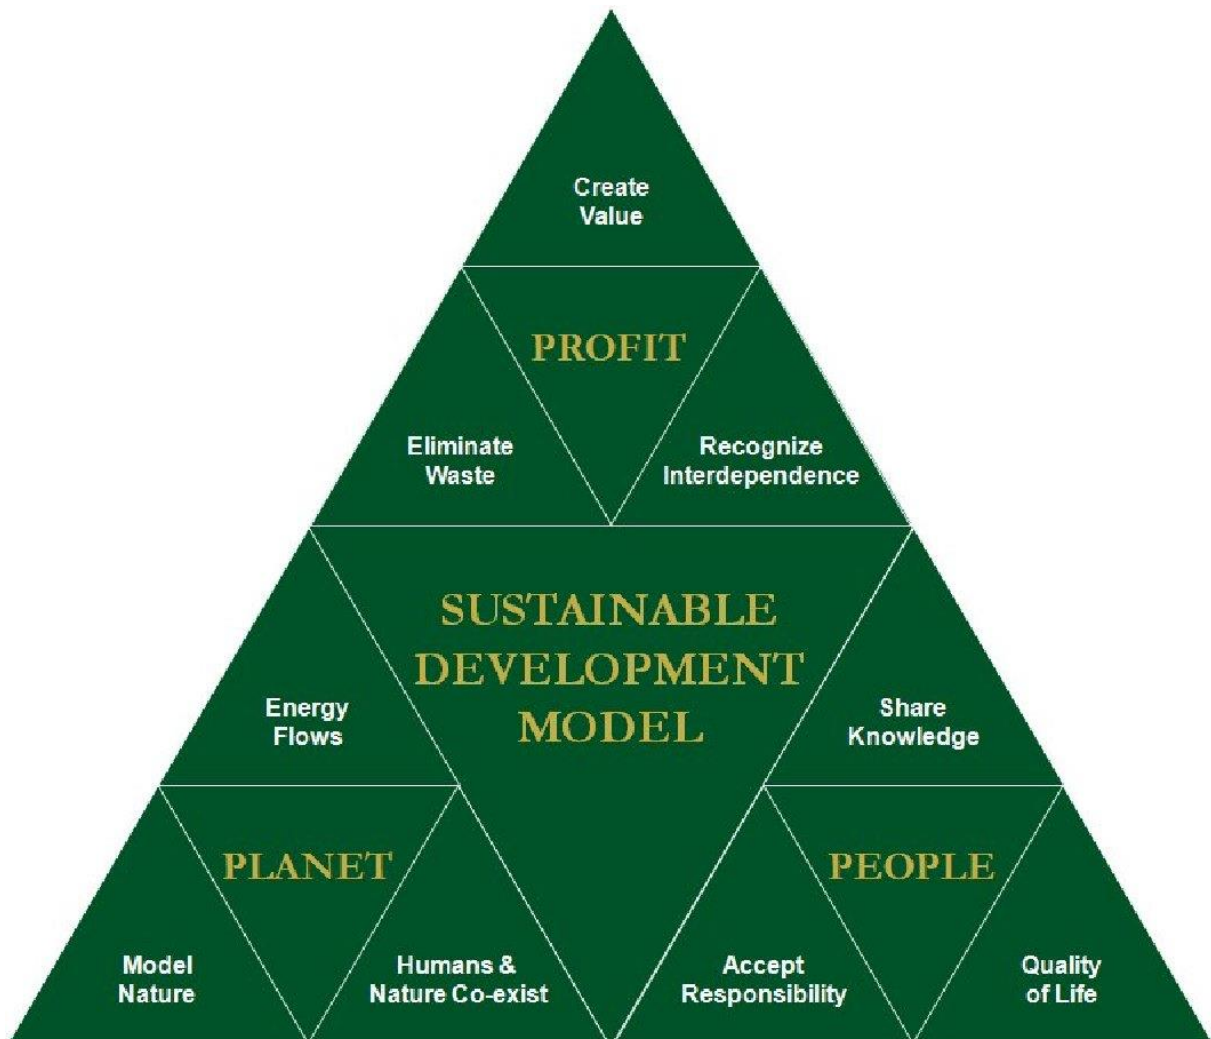 Create
Value
PROFIT
Eliminate
Waste
Recognize
Interdependence
SUSTAINABLE
DEVELOPMENT
MODEL
Energy
Flows
Share
Knowledge
PLANET
PEOPLE
Model
Nature
Humans &
Nature Co-exist
Accept
Responsibility
Quality
of Life